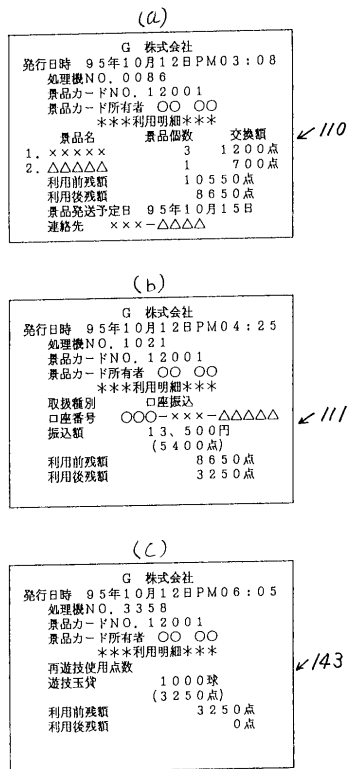 (a)
G 株式会社
発行日時 95年10月12日PM03:08
処理機NO. 0086
景品カードNO. 12001
景品カード所有者 ○○ ○○
***利用明細***
景品名 景品個数 交換額
1. ××××× 3 1200点
2. △△△△△ 1 700点
利用前残額 10550点
利用後残額 8650点
景品発送予定日 95年10月15日
連絡先 ×××-△△△△
110
(b)
G 株式会社
発行日時 95年10月12日PM04:25
処理機NO. 1021
景品カードNO. 12001
景品カード所有者 ○○ ○○
***利用明細***
取扱種別 口座振込
口座番号 ○○○-×××-△△△△△
振込額 13、500円
(5400点)
利用前残額 8650点
利用後残額 3250点
111
(c)
G 株式会社
発行日時 95年10月12日PM06:05
処理機NO. 3358
景品カードNO. 12001
景品カード所有者 ○○ ○○
***利用明細***
再遊技使用点数
遊技玉貸 1000球
(3250点)
利用前残額 3250点
利用後残額 0点
143